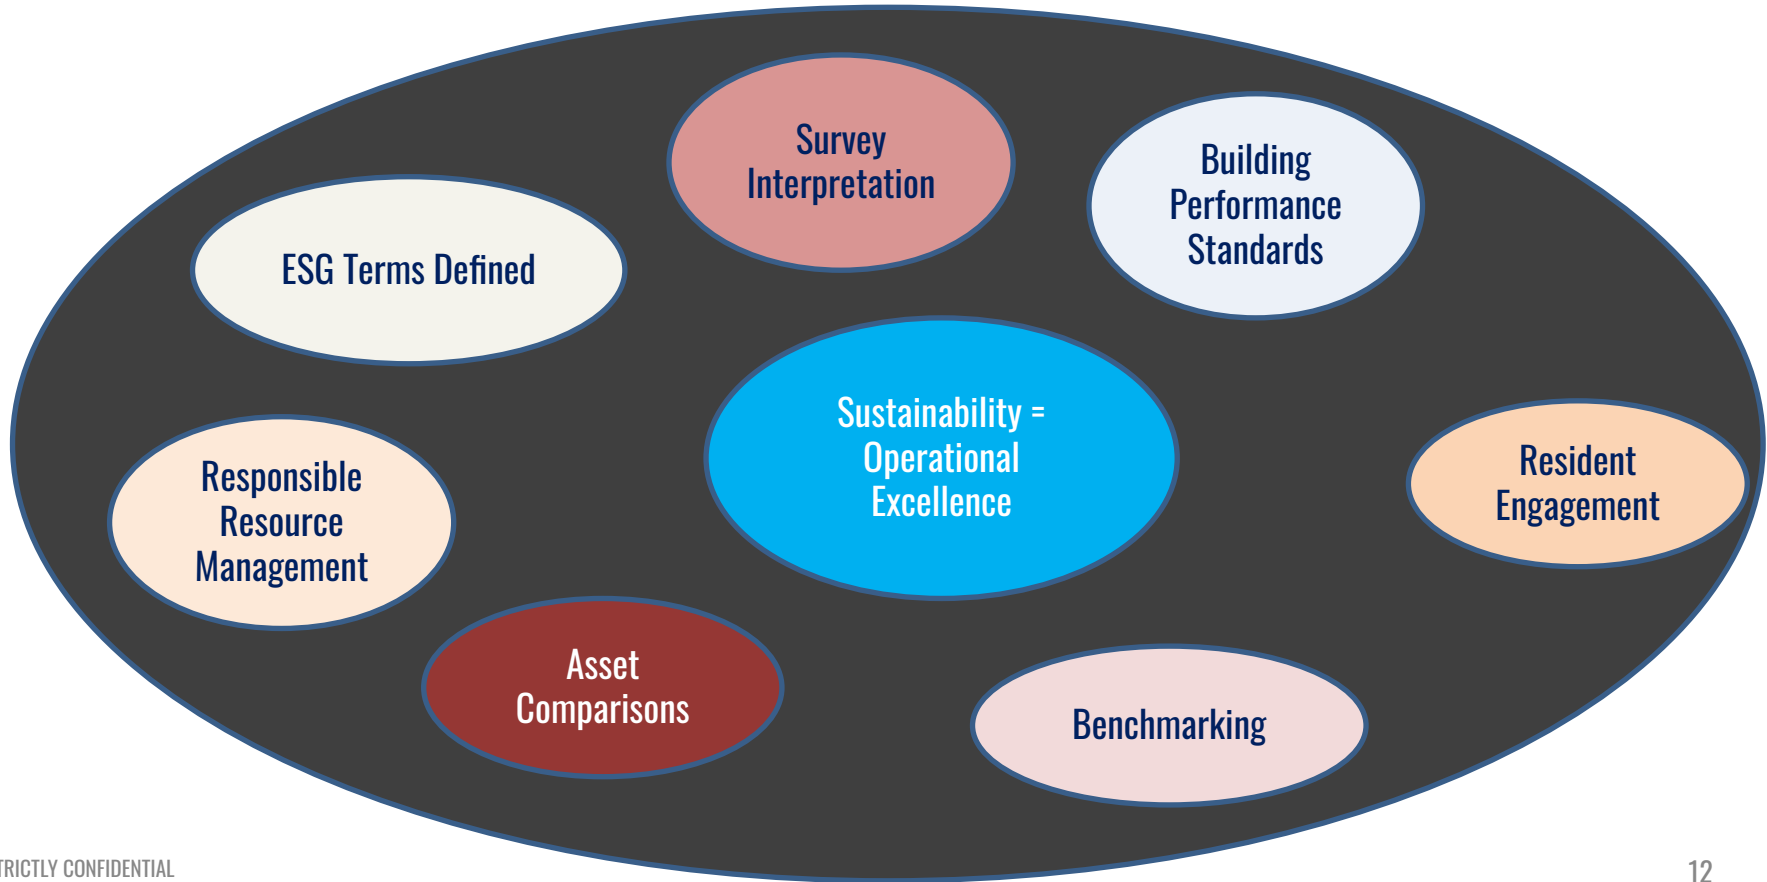 Survey
Interpretation
Building
Performance
Standards
ESG Terms Defined
Sustainability =
Operational
Excellence
Resident
Engagement
Responsible
Resource
Management
Asset
Comparisons
Benchmarking
TRICTLY CONFIDENTIAL
12